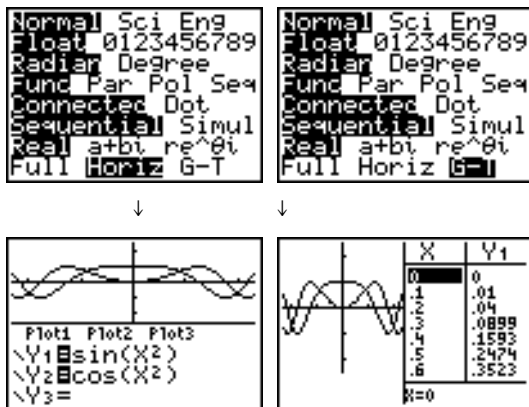 Normal Sci Eng
Float 0123456789
Radian Degree
Func Par Pol Seq
Connected Dot
Sequential Simul
Real a+bi re^θi
Full Horiz G-T
Normal Sci Eng
Float 0123456789
Radian Degree
Func Par Pol Seq
Connected Dot
Sequential Simul
Real a+bi re^θi
Full Horiz G-T
↓ ↓
Plot1 Plot2 Plot3
\Y1=sin(X²)
\Y2=cos(X²)
\Y3=
X Y1
0 0
.1 .01
.2 .04
.3 .0899
.4 .1593
.5 .2474
.6 .3523
X=0